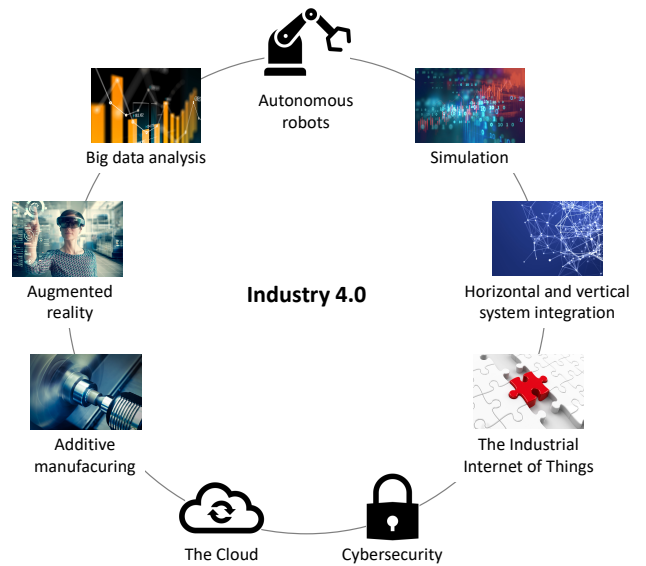 Autonomous
robots
Simulation
Horizontal and vertical
system integration
The Industrial
Internet of Things
Cybersecurity
The Cloud
Additive
manufacuring
Augmented
reality
Big data analysis
Industry 4.0